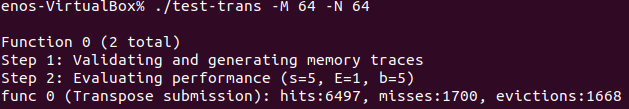 enos-VirtualBox% ./test-trans -M 64 -N 64

Function 0 (2 total)
Step 1: Validating and generating memory traces
Step 2: Evaluating performance (s=5, E=1, b=5)
func 0 (Transpose submission): hits:6497, misses:1700, evictions:1668